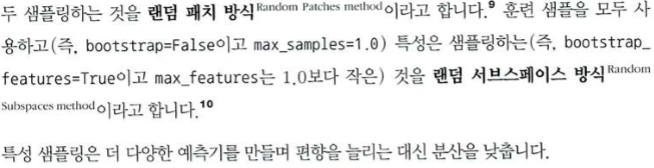 두 샘플링하는 것을 랜덤 패치 방식Random Patches method이라고 합니다.9 훈련 샘플을 모두 사
용하고(즉, bootstrap=False이고 max_samples=1.0) 특성은 샘플링하는(즉, bootstrap_
features=True이고 max_features는 1.0보다 작은) 것을 랜덤 서브스페이스 방식Random
Subspaces method이라고 합니다.10
특성 샘플링은 더 다양한 예측기를 만들며 편향을 늘리는 대신 분산을 낮춥니다.